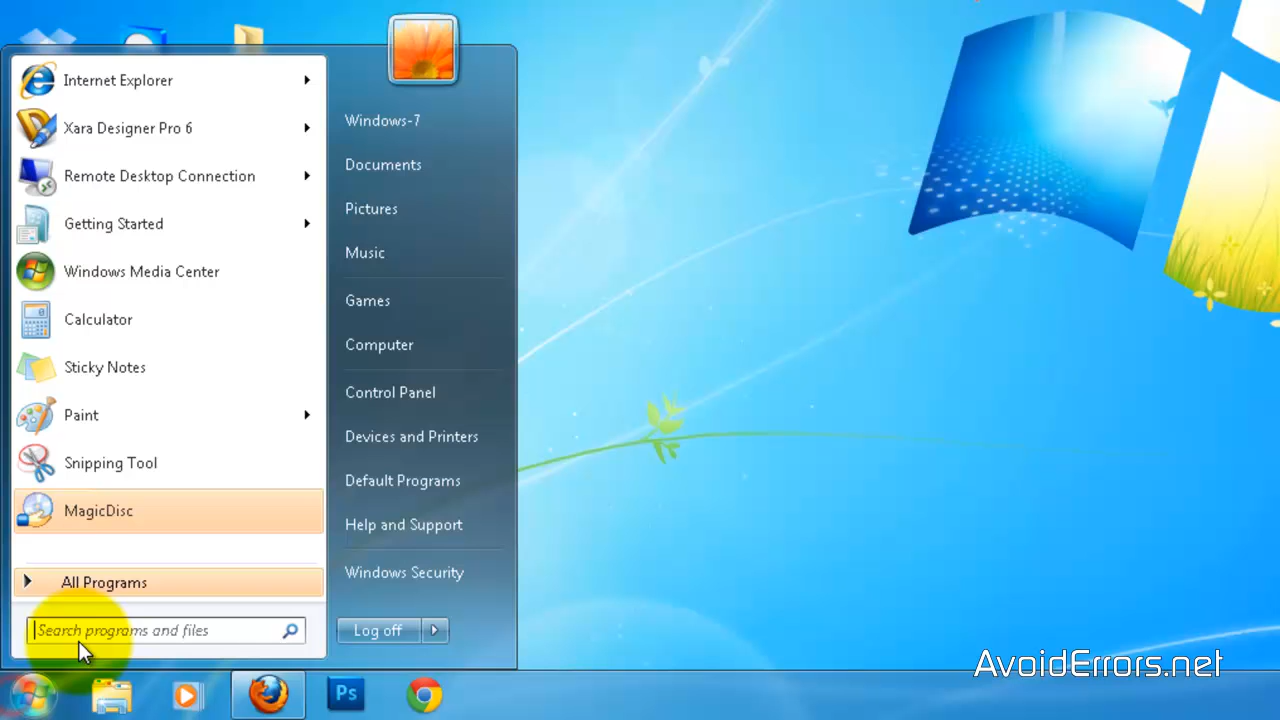 Internet Explorer
Xara Designer Pro 6
Remote Desktop Connection
Getting Started
Windows Media Center
Calculator
Sticky Notes
Paint
Snipping Tool
MagicDisc
All Programs
Search programs and files
Windows-7
Documents
Pictures
Music
Games
Computer
Control Panel
Devices and Printers
Default Programs
Help and Support
Windows Security
Log off
Ps
AvoidErrors.net